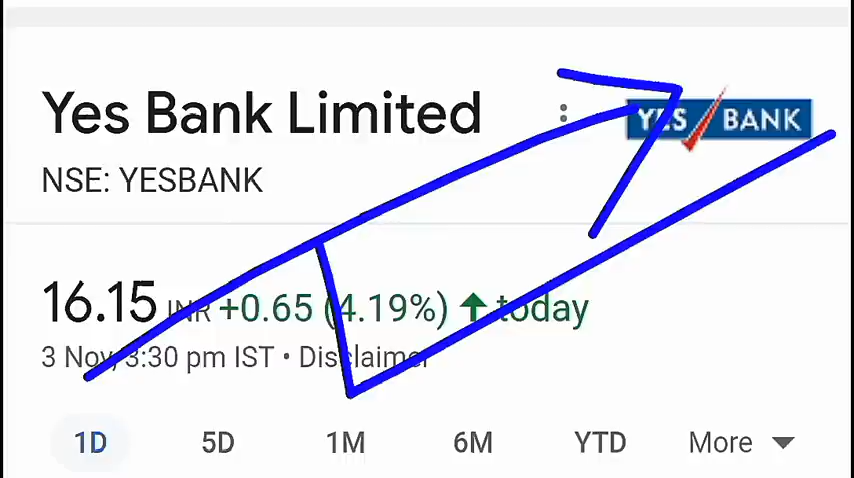 Yes Bank Limited
YES BANK
NSE: YESBANK
16.15 INR +0.65 (4.19%) ↑ today
3 Nov, 3:30 pm IST • Disclaimer
1D 5D 1M 6M YTD More